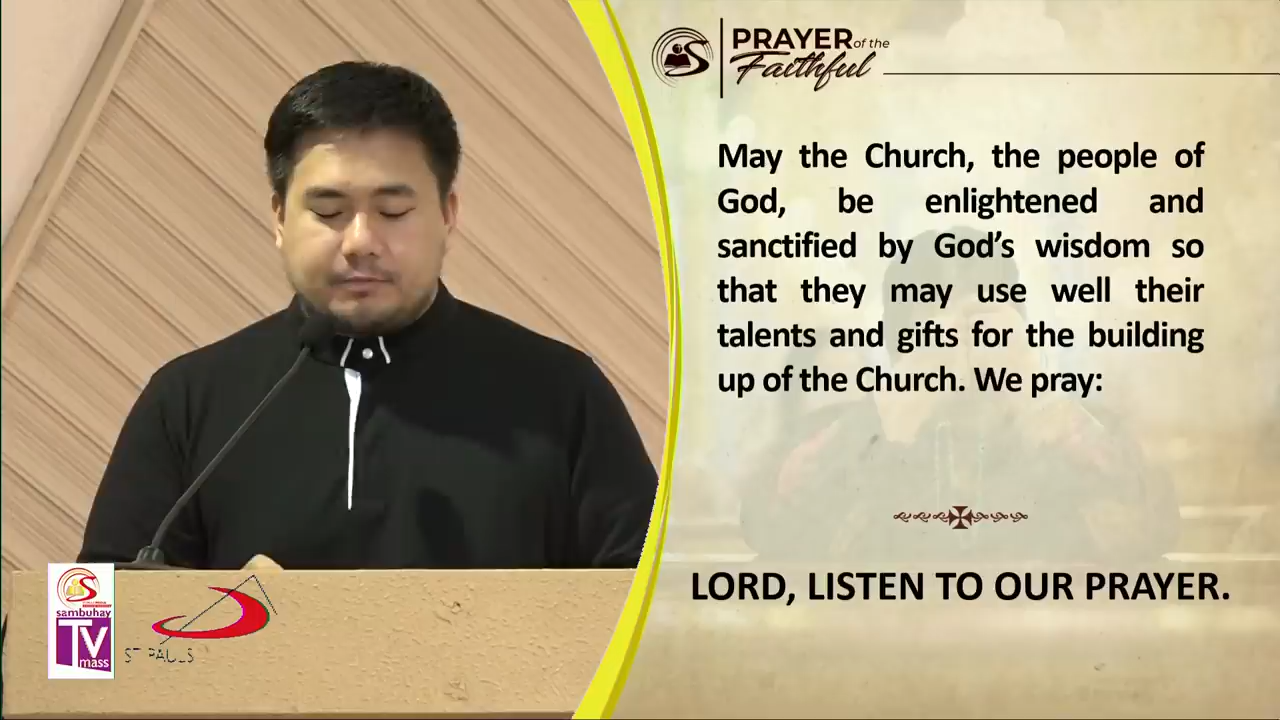 PRAYER of the
Faithful
May the Church, the people of
God, be enlightened and
sanctified by God's wisdom so
that they may use well their
talents and gifts for the building
up of the Church. We pray:
LORD, LISTEN TO OUR PRAYER.
sambuhay
TV
mass
ST PAULS